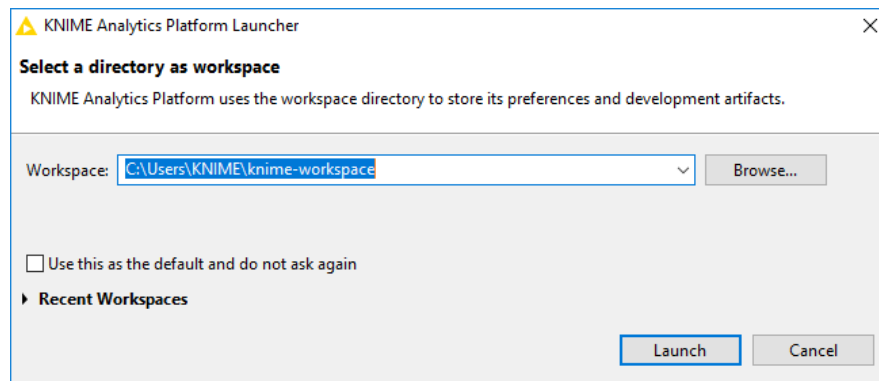 KNIME Analytics Platform Launcher
Select a directory as workspace
KNIME Analytics Platform uses the workspace directory to store its preferences and development artifacts.
Workspace: C:\Users\KNIME\knime-workspace Browse...
Use this as the default and do not ask again
Recent Workspaces
Launch Cancel